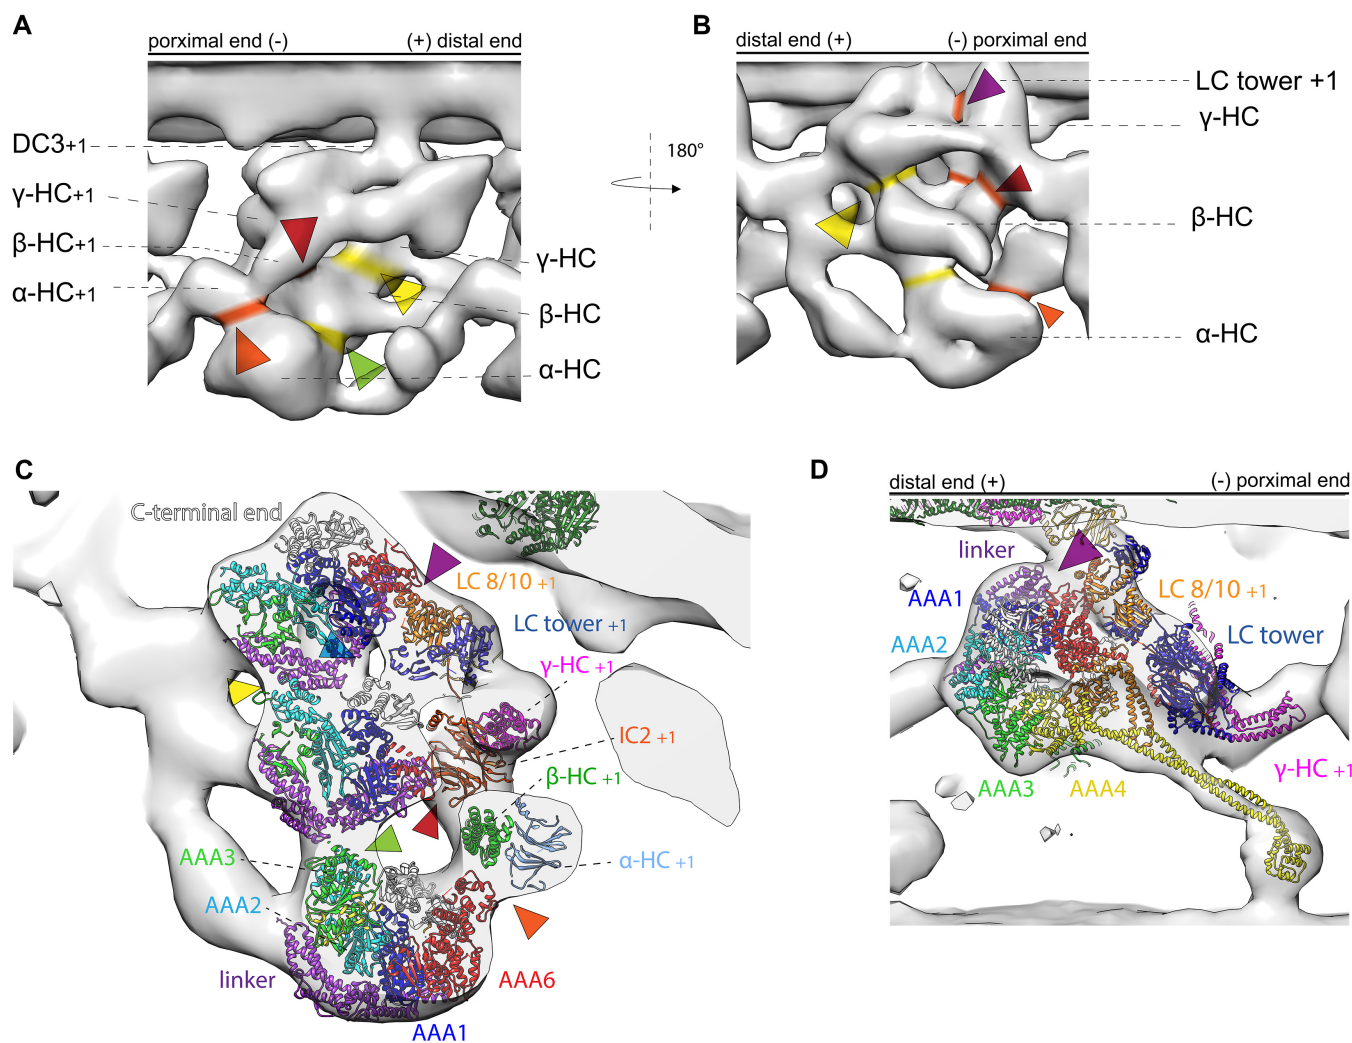 A
porximal end (-)
(+) distal end
DC3+1
γ-HC+1
β-HC+1
α-HC+1
γ-HC
β-HC
α-HC
180°
B
distal end (+)
(-) porximal end
LC tower +1
γ-HC
β-HC
α-HC
C
C-terminal end
LC 8/10 +1
LC tower +1
γ-HC +1
IC2 +1
β-HC +1
α-HC +1
AAA3
AAA2
linker
AAA6
AAA1
D
distal end (+)
(-) porximal end
linker
AAA1
LC 8/10 +1
AAA2
LC tower
AAA3
AAA4
γ-HC +1